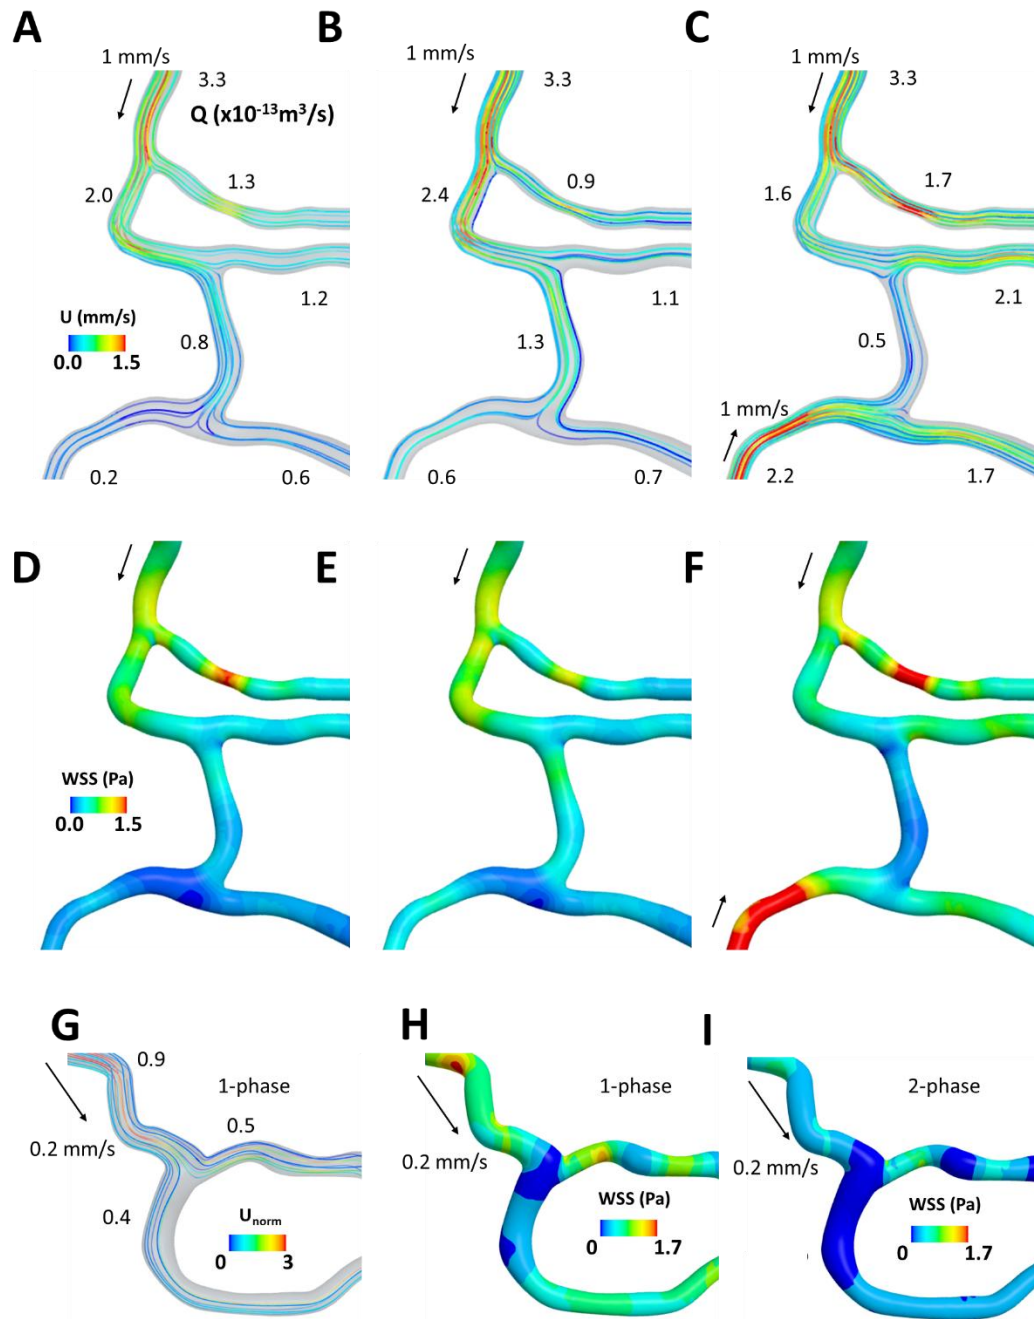 A
B
C
1 mm/s
3.3
1 mm/s
3.3
1 mm/s
3.3
Q (x10⁻¹³m³/s)
2.0
1.3
2.4
0.9
1.6
1.7
1.2
1.1
2.1
U (mm/s)
0.0 1.5
0.8
1.3
0.5
1 mm/s
0.2
0.6
0.6
0.7
2.2
1.7
D
E
F
WSS (Pa)
0.0 1.5
G
H
I
0.9
1-phase
1-phase
2-phase
0.5
0.2 mm/s
0.2 mm/s
0.2 mm/s
0.4
Unorm
0 3
WSS (Pa)
0 1.7
WSS (Pa)
0 1.7